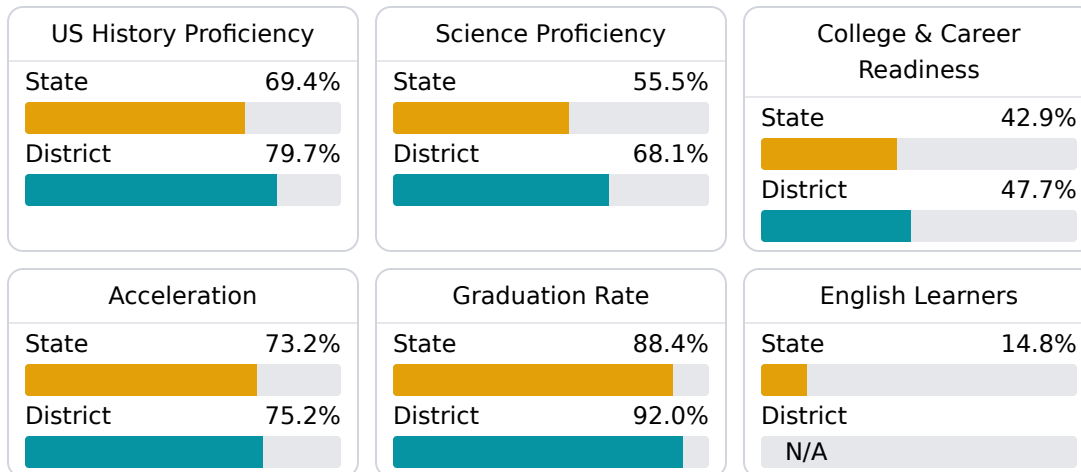 US History Proficiency
State 69.4%
District 79.7%
Science Proficiency
State 55.5%
District 68.1%
College & Career
Readiness
State 42.9%
District 47.7%
Acceleration
State 73.2%
District 75.2%
Graduation Rate
State 88.4%
District 92.0%
English Learners
State 14.8%
District
N/A